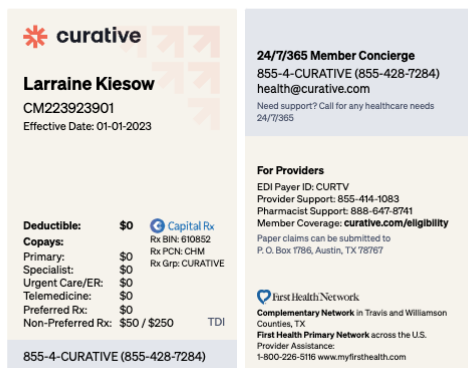 curative
Larraine Kiesow
CM223923901
Effective Date: 01-01-2023
Deductible: $0
Copays:
Primary: $0
Specialist: $0
Urgent Care/ER: $0
Telemedicine: $0
Preferred Rx: $0
Non-Preferred Rx: $50 / $250
Capital Rx
Rx BIN: 610852
Rx PCN: CHM
Rx Grp: CURATIVE
TDI
855-4-CURATIVE (855-428-7284)
24/7/365 Member Concierge
855-4-CURATIVE (855-428-7284)
health@curative.com
Need support? Call for any healthcare needs
24/7/365
For Providers
EDI Payer ID: CURTV
Provider Support: 855-414-1083
Pharmacist Support: 888-647-8741
Member Coverage: curative.com/eligibility
Paper claims can be submitted to
P. O. Box 1786, Austin, TX 78767
First Health Network
Complementary Network in Travis and Williamson
Counties, TX
First Health Primary Network across the U.S.
Provider Assistance:
1-800-226-5116 www.myfirsthealth.com